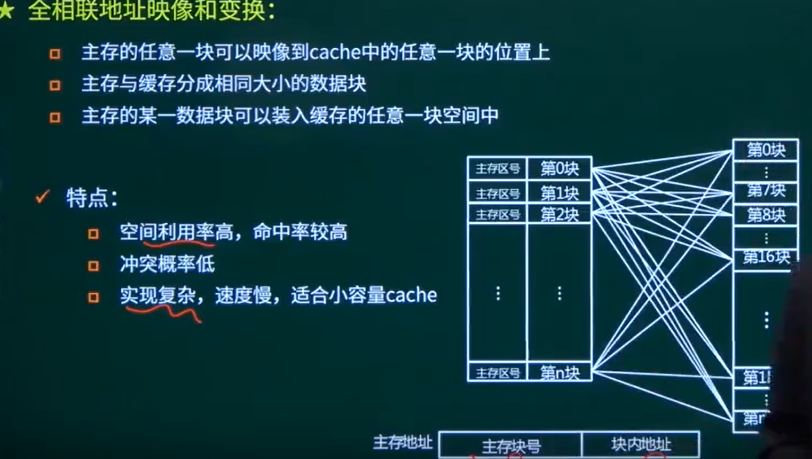 全相联地址映像和变换：
主存的任意一块可以映像到cache中的任意一块的位置上
主存与缓存分成相同大小的数据块
主存的某一数据块可以装入缓存的任意一块空间中
特点：
空间利用率高，命中率较高
冲突概率低
实现复杂，速度慢，适合小容量cache
主存区号 第0块
主存区号 第1块
主存区号 第2块
⋮ ⋮
主存区号 第n块
第0块
⋮
第7块
第8块
⋮
第16块
⋮
⋮
主存地址 主存块号 块内地址